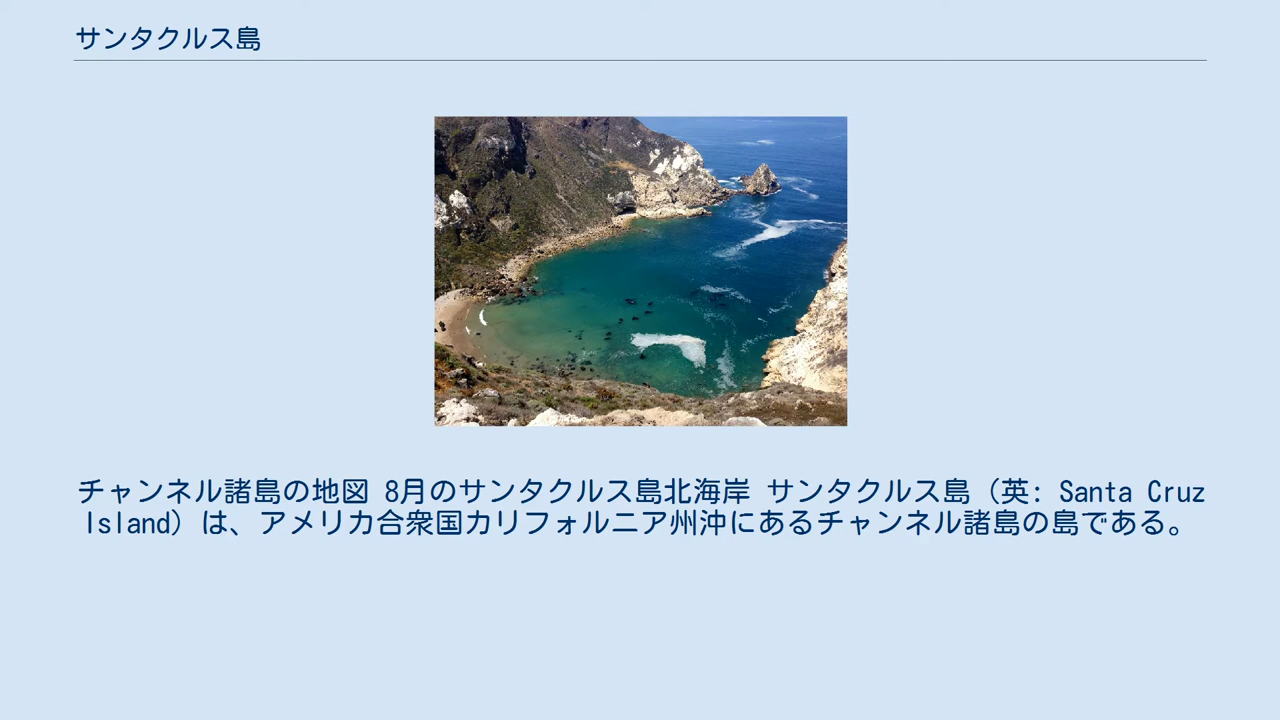 サンタクルス島
チャンネル諸島の地図 8月のサンタクルス島北海岸 サンタクルス島（英: Santa Cruz
Island）は、アメリカ合衆国カリフォルニア州沖にあるチャンネル諸島の島である。